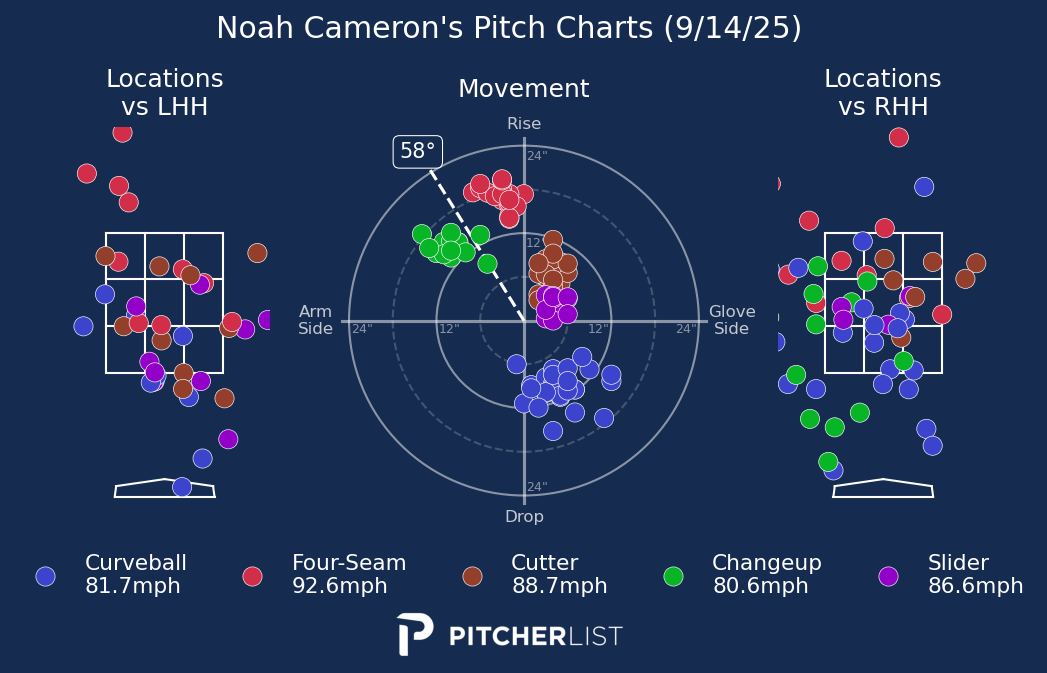 Noah Cameron's Pitch Charts (9/14/25)
Locations
vs LHH
Movement
Locations
vs RHH
Rise
24"
58°
12"
Arm
Side
24"
12"
12"
24"
Glove
Side
24"
Drop
Curveball
81.7mph
Four-Seam
92.6mph
Cutter
88.7mph
Changeup
80.6mph
Slider
86.6mph
PITCHERLIST